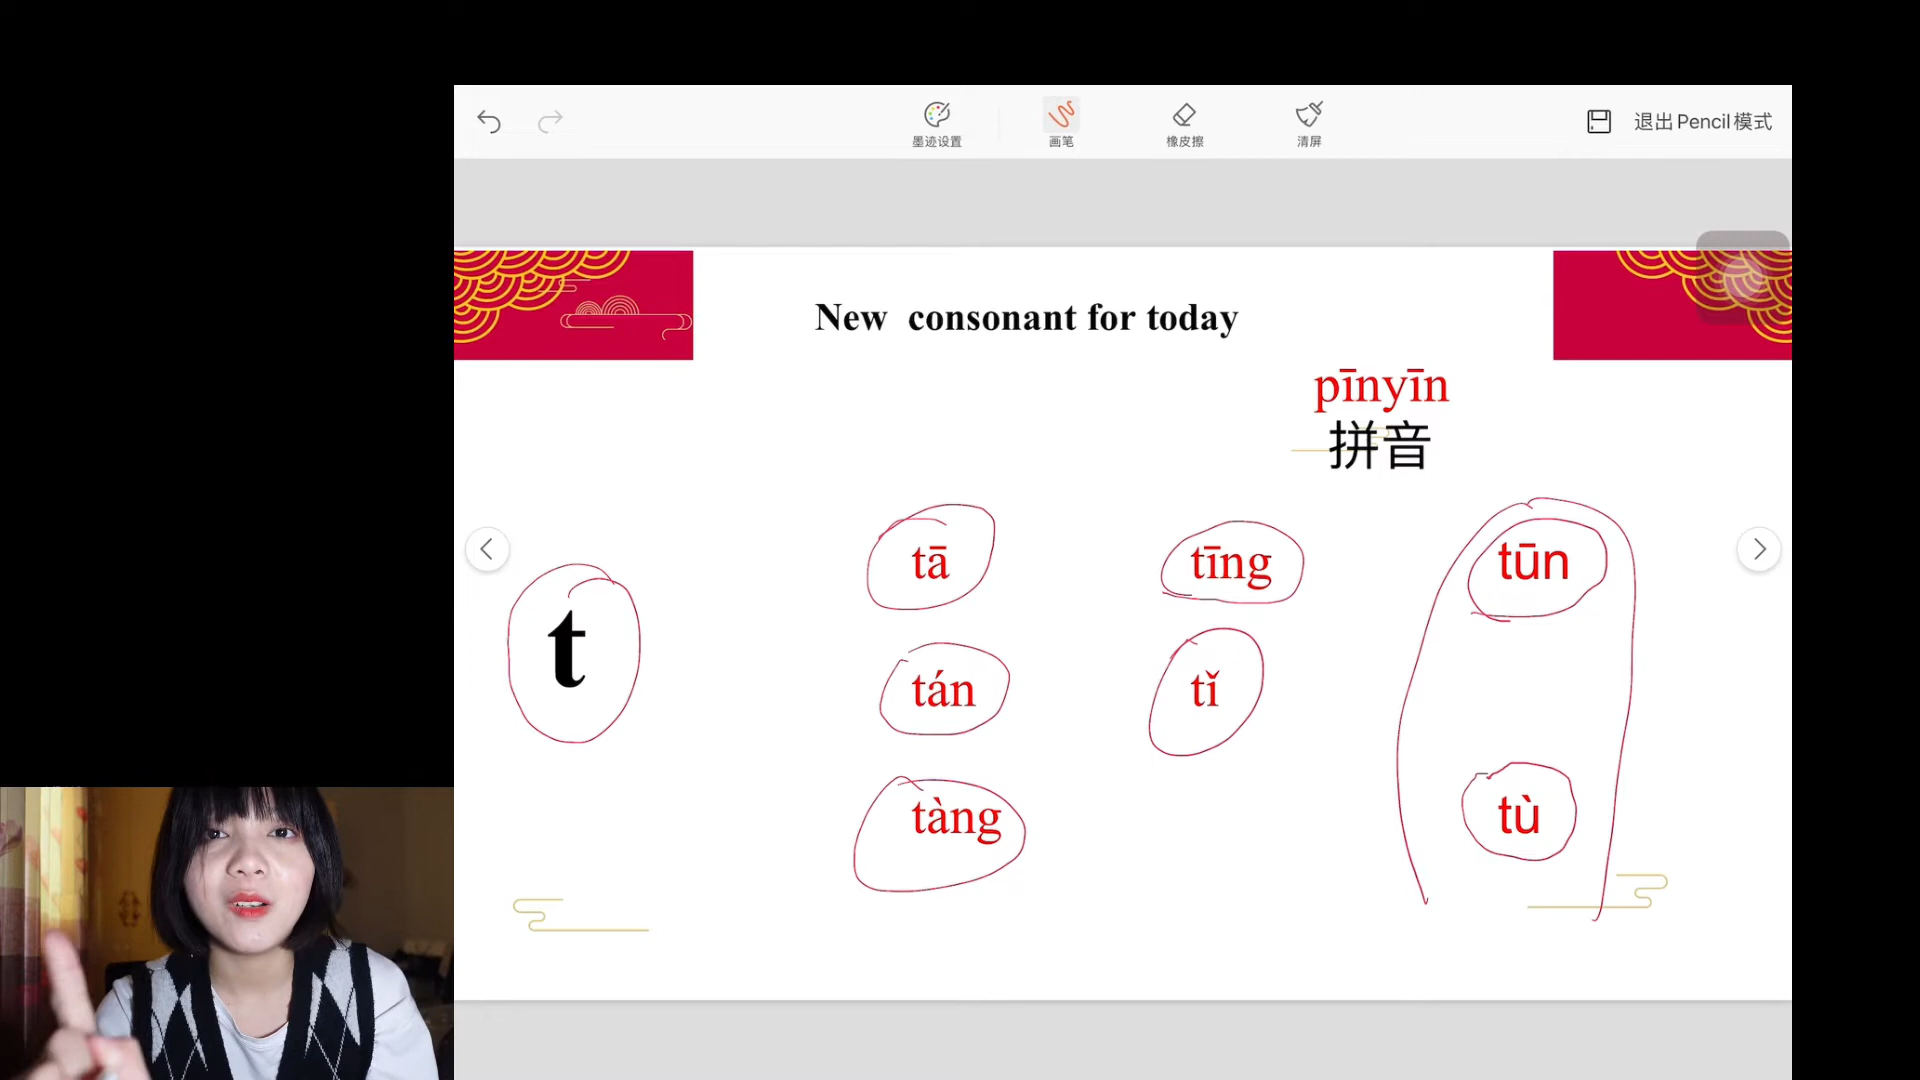 墨迹设置
画笔
橡皮擦
清屏
退出Pencil模式
New consonant for today
pīnyīn
拼音
t
tā
tīng
tūn
tán
tǐ
tàng
tù